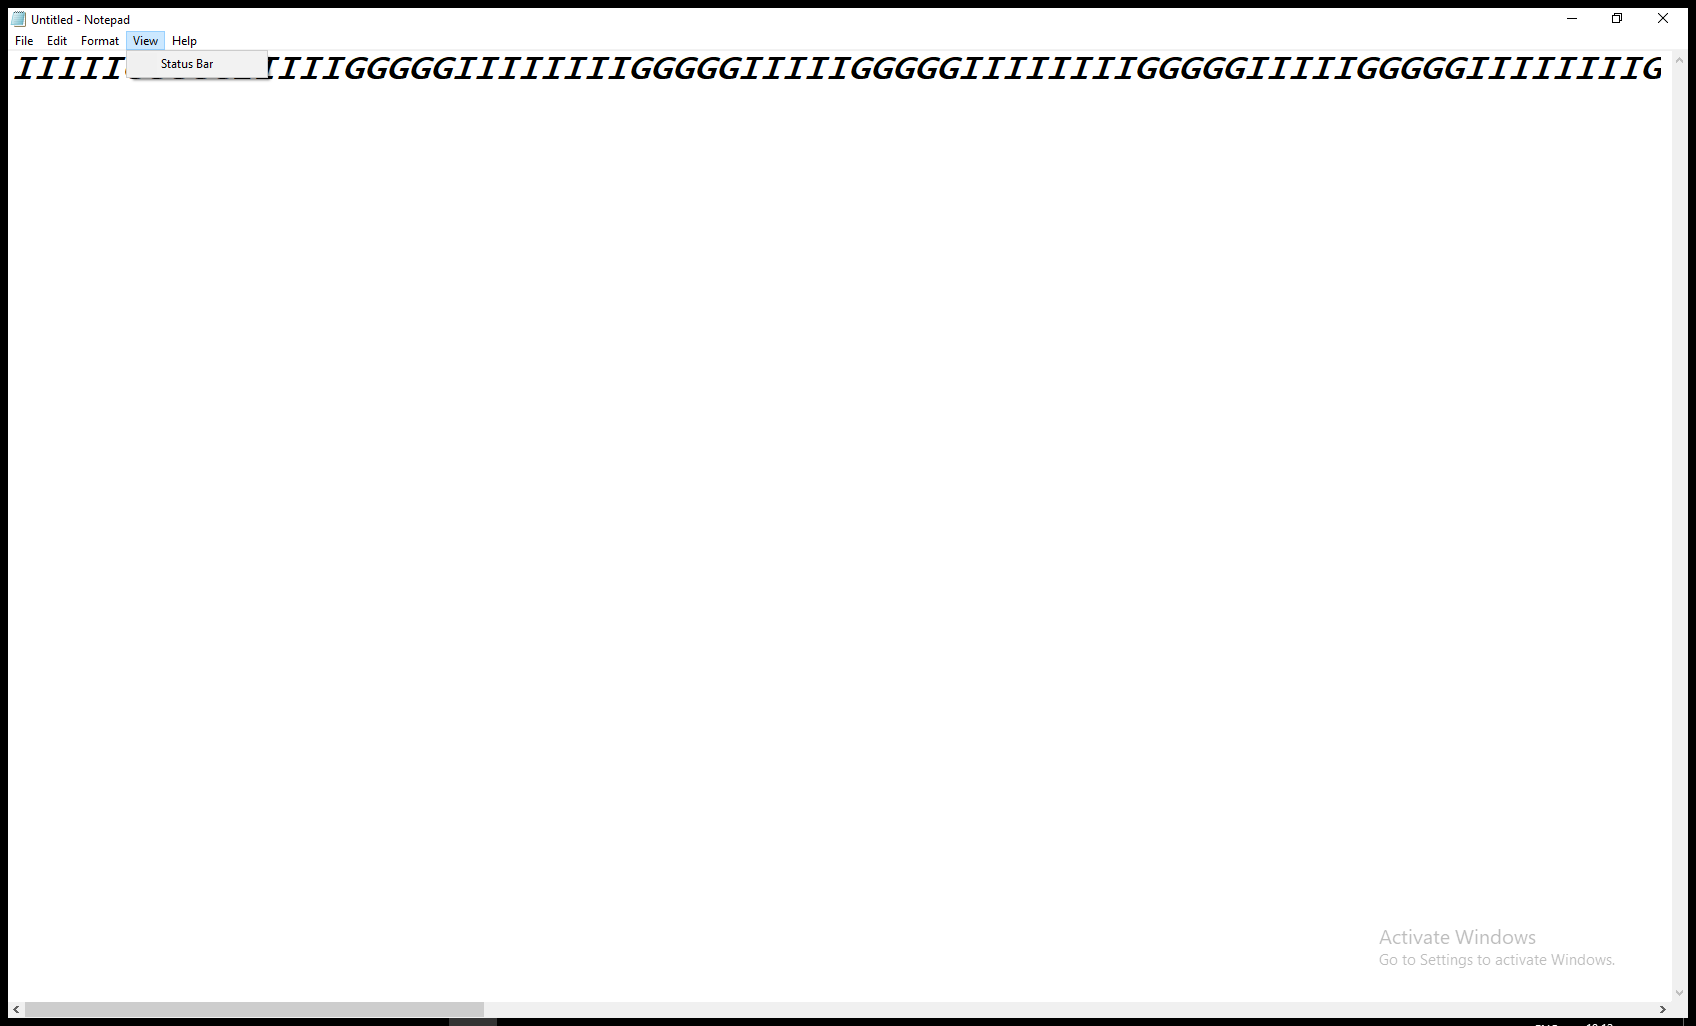 Untitled - Notepad
File Edit Format View Help
Status Bar
IIIII IIIIGGGGGIIIIIIIIGGGGGIIIIIGGGGGIIIIIIIIGGGGGIIIIIGGGGGIIIIIIIIG
Activate Windows
Go to Settings to activate Windows.